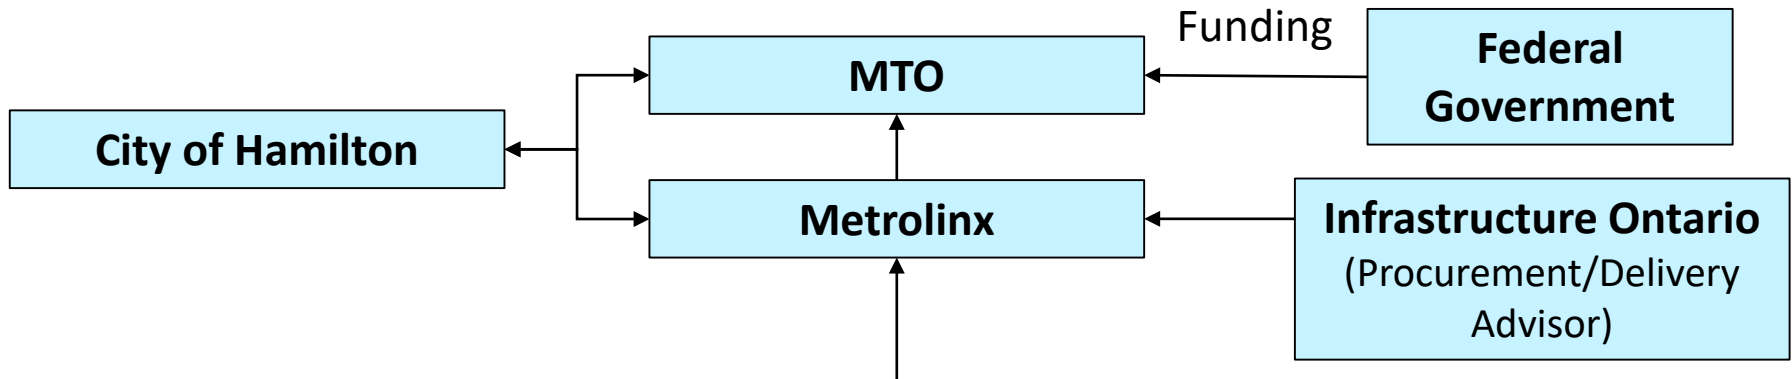 Funding
Federal
Government
MTO
City of Hamilton
Metrolinx
Infrastructure Ontario
(Procurement/Delivery
Advisor)